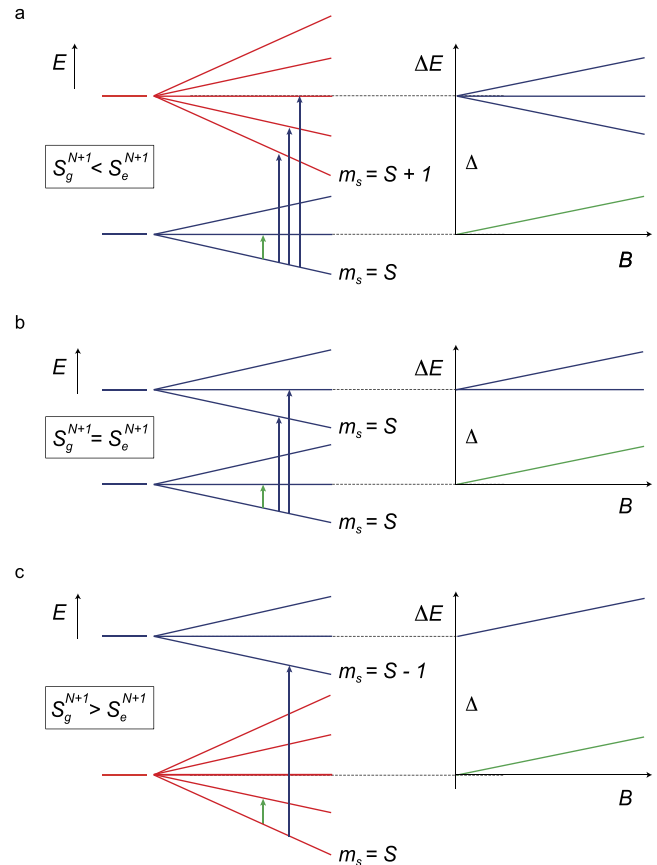 a
E
ΔE
S_g^{N+1} < S_e^{N+1}
m_s = S + 1
Δ
m_s = S
B
b
E
ΔE
S_g^{N+1} = S_e^{N+1}
m_s = S
Δ
m_s = S
B
c
E
ΔE
m_s = S - 1
S_g^{N+1} > S_e^{N+1}
Δ
B
m_s = S